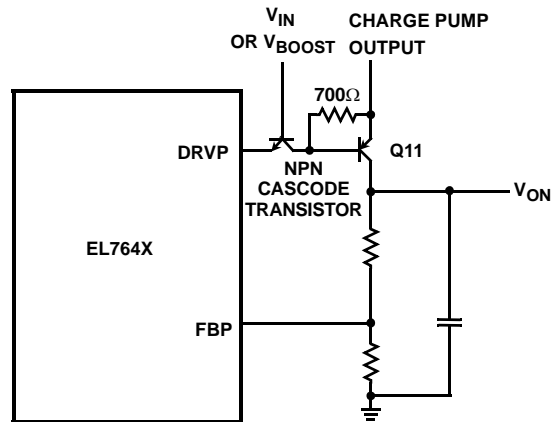 V_IN
OR V_BOOST
CHARGE PUMP
OUTPUT
700Ω
DRVP
Q11
NPN
CASCODE
TRANSISTOR
V_ON
EL764X
FBP